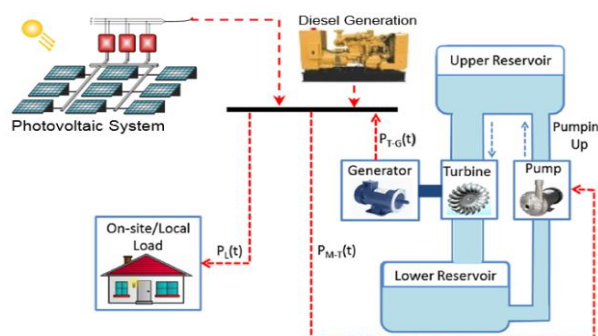 Diesel Generation
Photovoltaic System
Upper Reservoir
Pumping
Up
P_T-G(t)
Generator
Turbine
Pump
On-site/Local
Load
P_L(t)
P_M-T(t)
Lower Reservoir